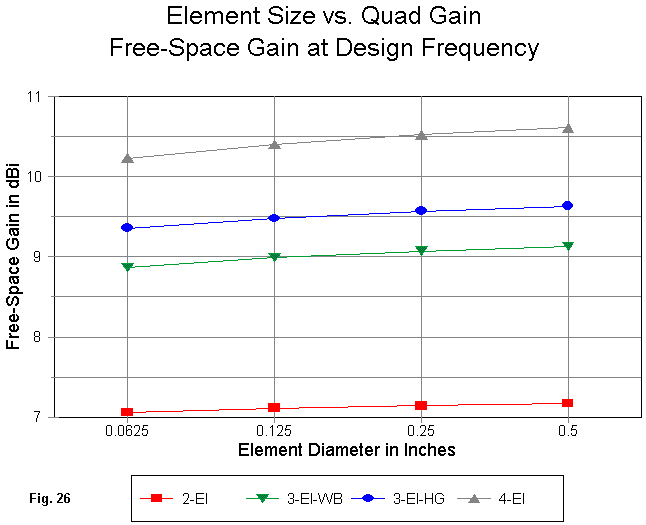 Element Size vs. Quad Gain
Free-Space Gain at Design Frequency
Free-Space Gain in dBi
11
10
9
8
7
0.0625 0.125 0.25 0.5
Element Diameter in Inches
Fig. 26
2-El 3-El-WB 3-El-HG 4-El